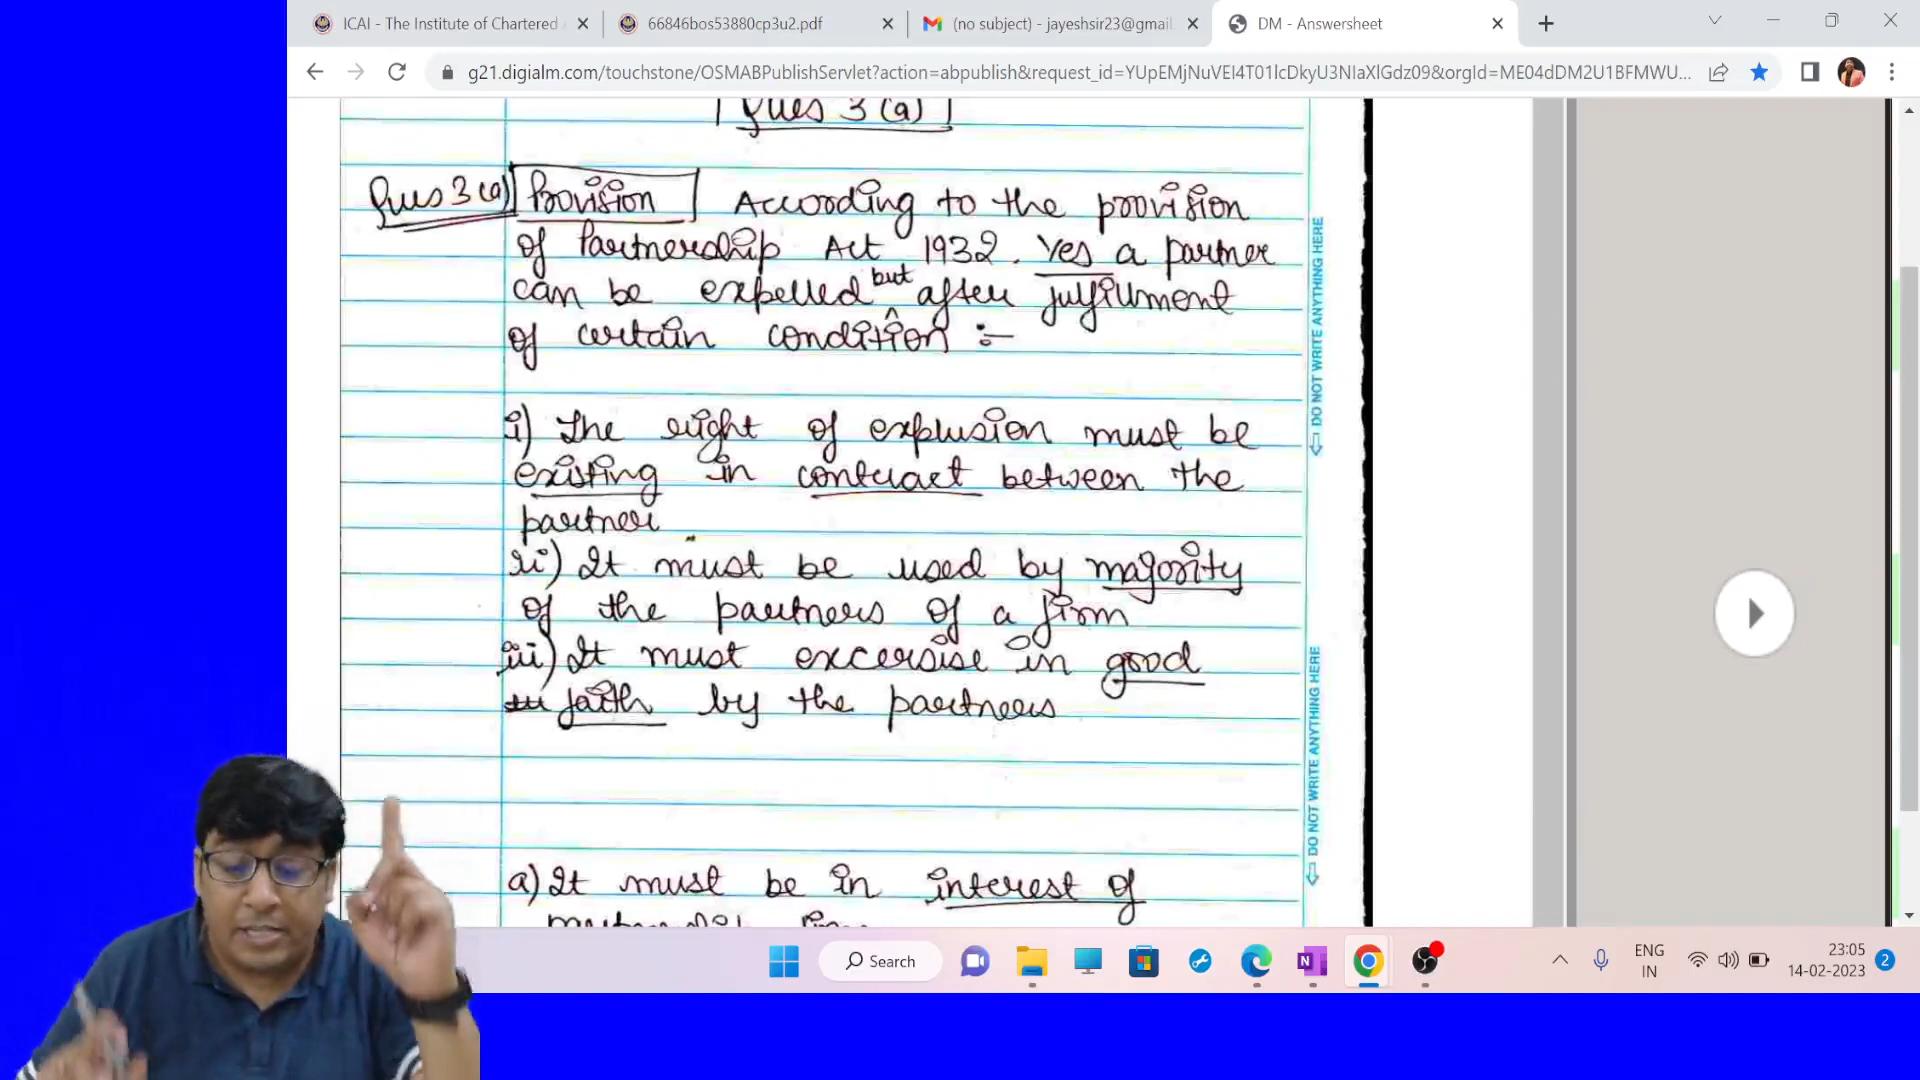 ICAI - The Institute of Chartered
66846bos53880cp3u2.pdf
(no subject) - jayeshsir23@gmail
DM - Answersheet
g21.digialm.com/touchstone/OSMABPublishServlet?action=abpublish&request_id=YUpEMjNuVEI4T01lcDkyU3NIaXlGdz09&orgId=ME04dDM2U1BFMWU...
Ques 3 (a)
Ques 3 (a) Provision According to the provision
of Partnership Act 1932. Yes a partner
can be expelled but after julfillment
of certain condition :-
i) The right of explusion must be
existing in contract between the
partner
ii) It must be used by majority
of the partners of a firm
iii) It must excersise in good
faith by the partners
a) It must be in interest of
DO NOT WRITE ANYTHING HERE
DO NOT WRITE ANYTHING HERE
Search
ENG
IN
23:05
14-02-2023
2